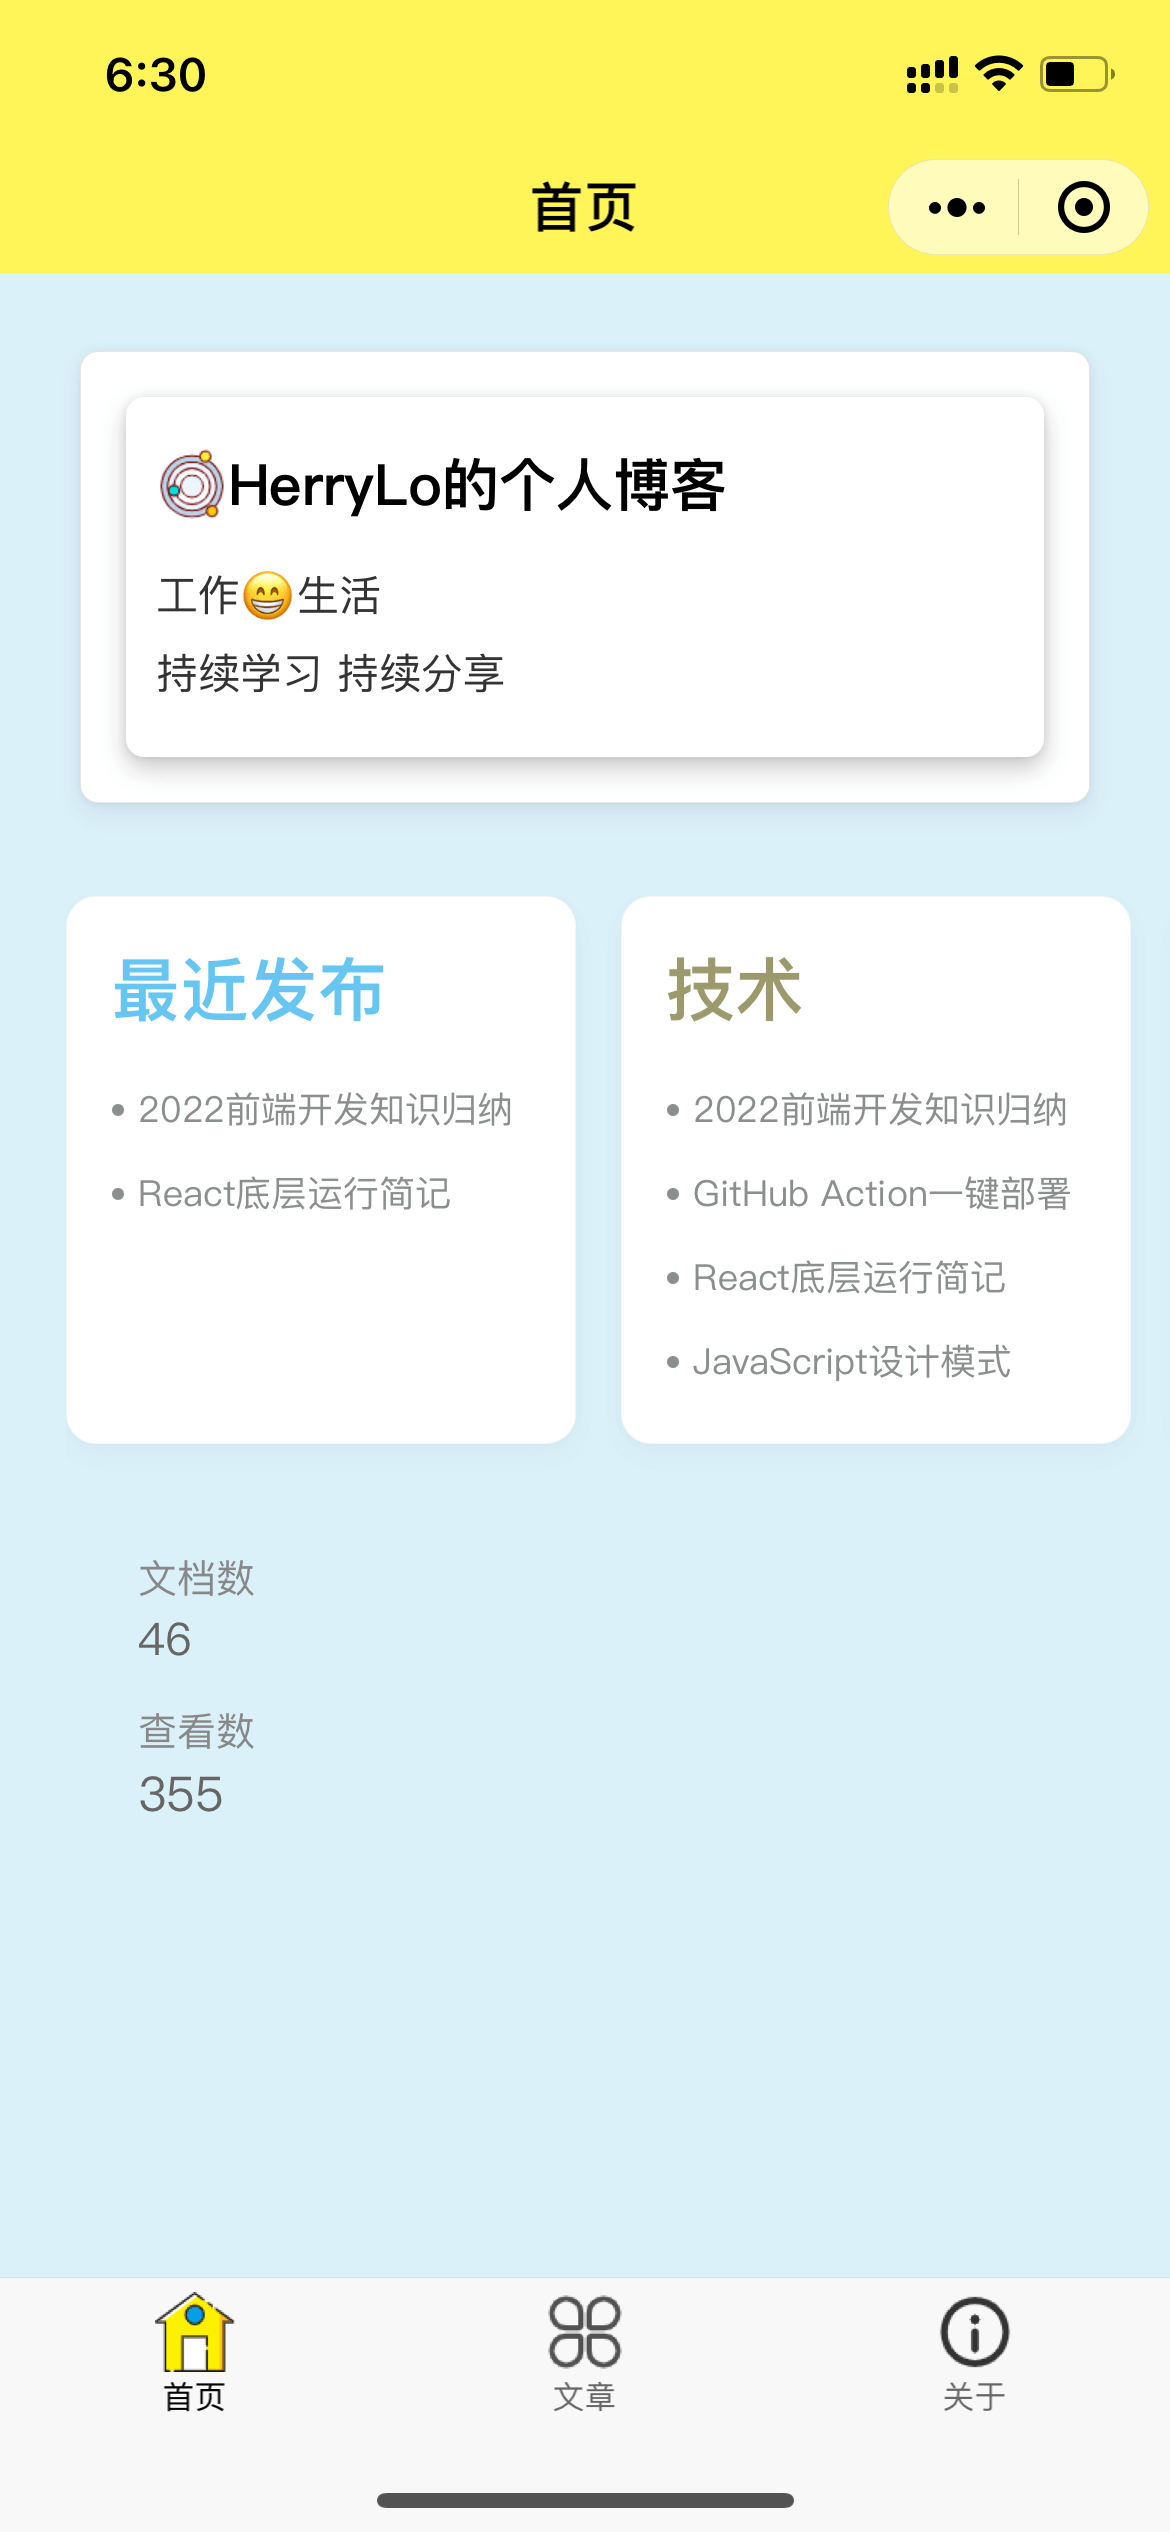 6:30
首页
HerryLo的个人博客
工作😁生活
持续学习 持续分享
最近发布
2022前端开发知识归纳
React底层运行简记
技术
2022前端开发知识归纳
GitHub Action一键部署
React底层运行简记
JavaScript设计模式
文档数
46
查看数
355
首页
文章
关于